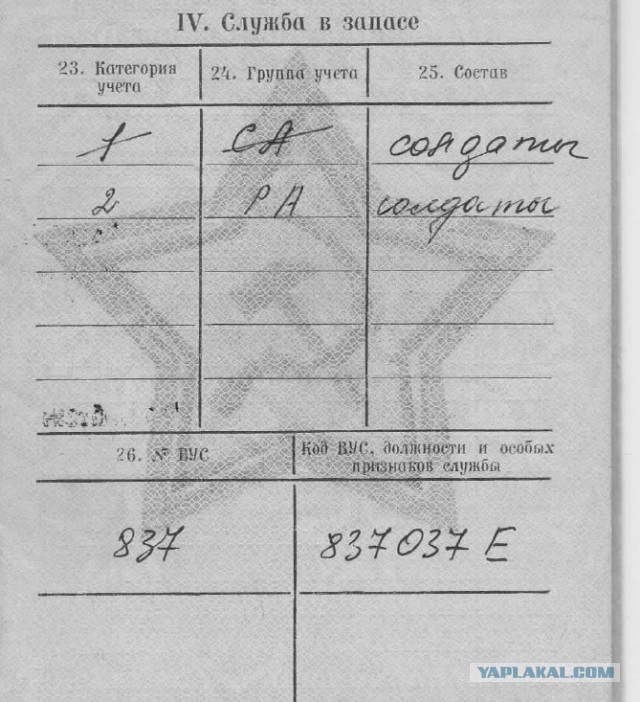 IV. Служба в запасе
23. Категория учета
24. Группа учета
25. Состав
1 СА солдаты
2 РА солдаты
26. № ВУС
Код ВУС, должности и особых признаков службы
837 837037 Е
YAPLAKAL.COM